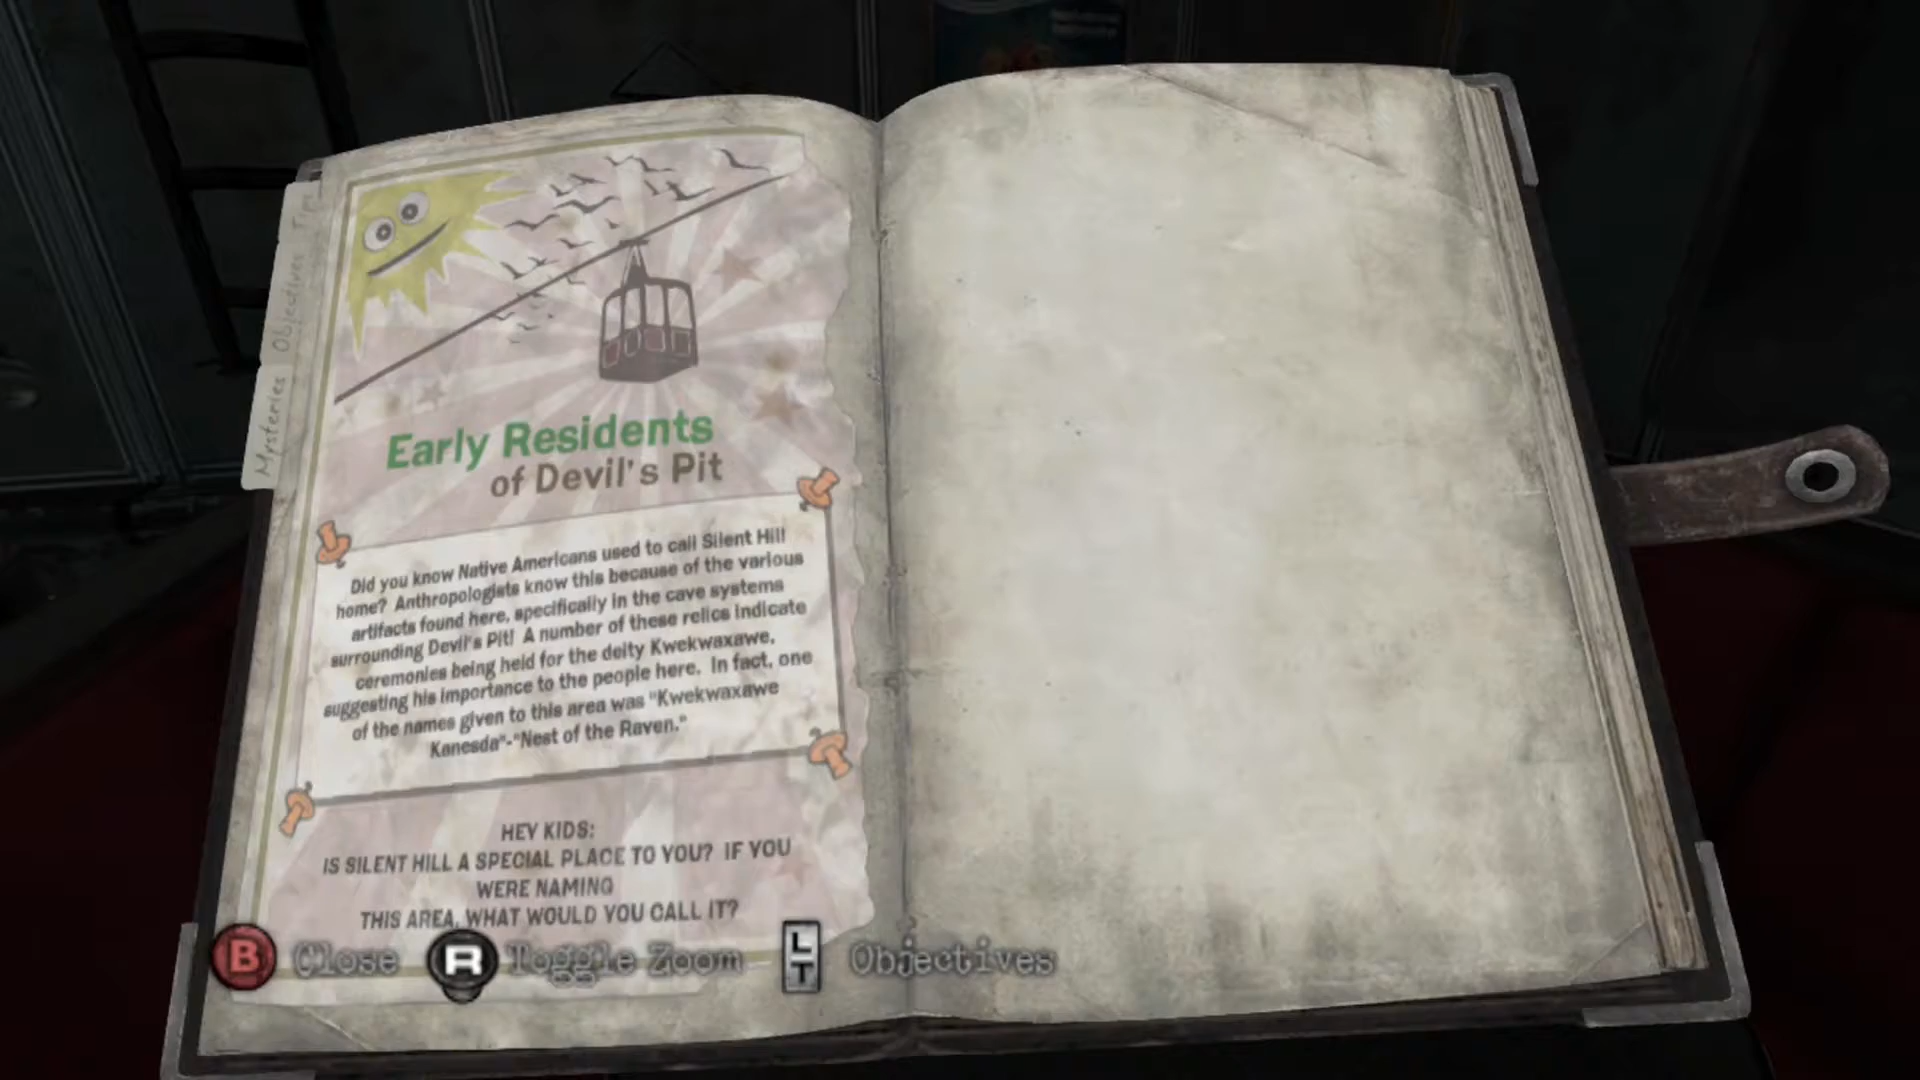 Tips
Objectives
Mysteries
Early Residents
of Devil's Pit
Did you know Native Americans used to call Silent Hill
home? Anthropologists know this because of the various
artifacts found here, specifically in the cave systems
surrounding Devil's Pit! A number of these relics indicate
ceremonies being held for the deity Kwekwaxawe,
suggesting his importance to the people here. In fact, one
of the names given to this area was "Kwekwaxawe
Kanesda"-"Nest of the Raven."
HEY KIDS:
IS SILENT HILL A SPECIAL PLACE TO YOU? IF YOU
WERE NAMING
THIS AREA, WHAT WOULD YOU CALL IT?
B Close R Toggle Zoom LT Objectives